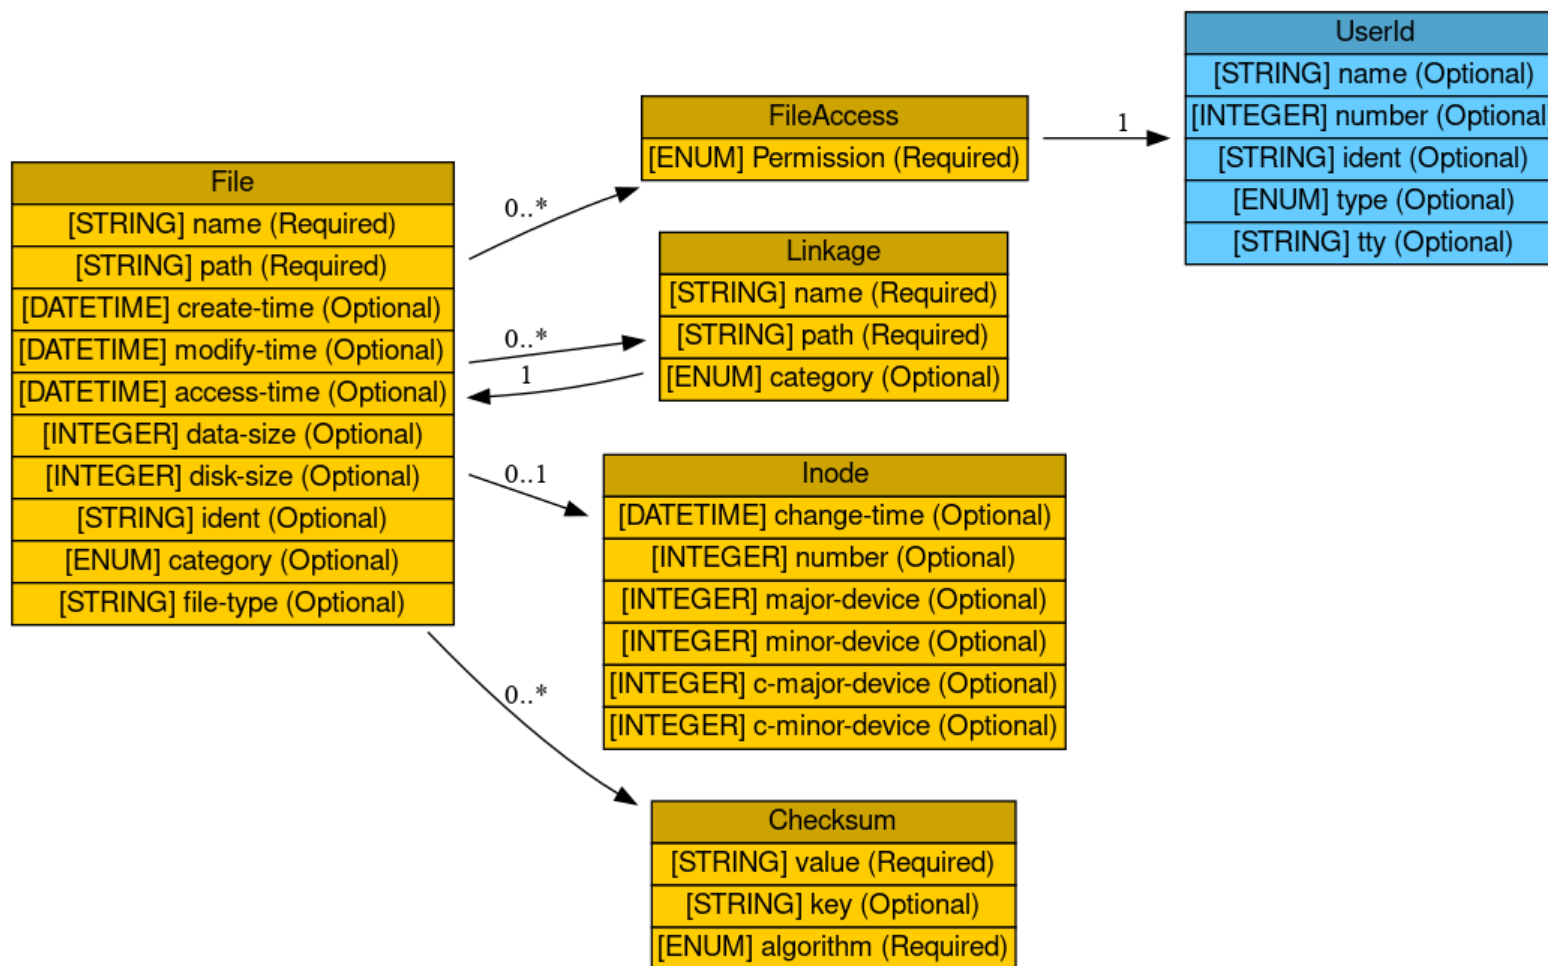 File
[STRING] name (Required)
[STRING] path (Required)
[DATETIME] create-time (Optional)
[DATETIME] modify-time (Optional)
[DATETIME] access-time (Optional)
[INTEGER] data-size (Optional)
[INTEGER] disk-size (Optional)
[STRING] ident (Optional)
[ENUM] category (Optional)
[STRING] file-type (Optional)
0..*
0..*
1
0..1
0..*
FileAccess
[ENUM] Permission (Required)
1
Linkage
[STRING] name (Required)
[STRING] path (Required)
[ENUM] category (Optional)
Inode
[DATETIME] change-time (Optional)
[INTEGER] number (Optional)
[INTEGER] major-device (Optional)
[INTEGER] minor-device (Optional)
[INTEGER] c-major-device (Optional)
[INTEGER] c-minor-device (Optional)
Checksum
[STRING] value (Required)
[STRING] key (Optional)
[ENUM] algorithm (Required)
UserId
[STRING] name (Optional)
[INTEGER] number (Optional)
[STRING] ident (Optional)
[ENUM] type (Optional)
[STRING] tty (Optional)